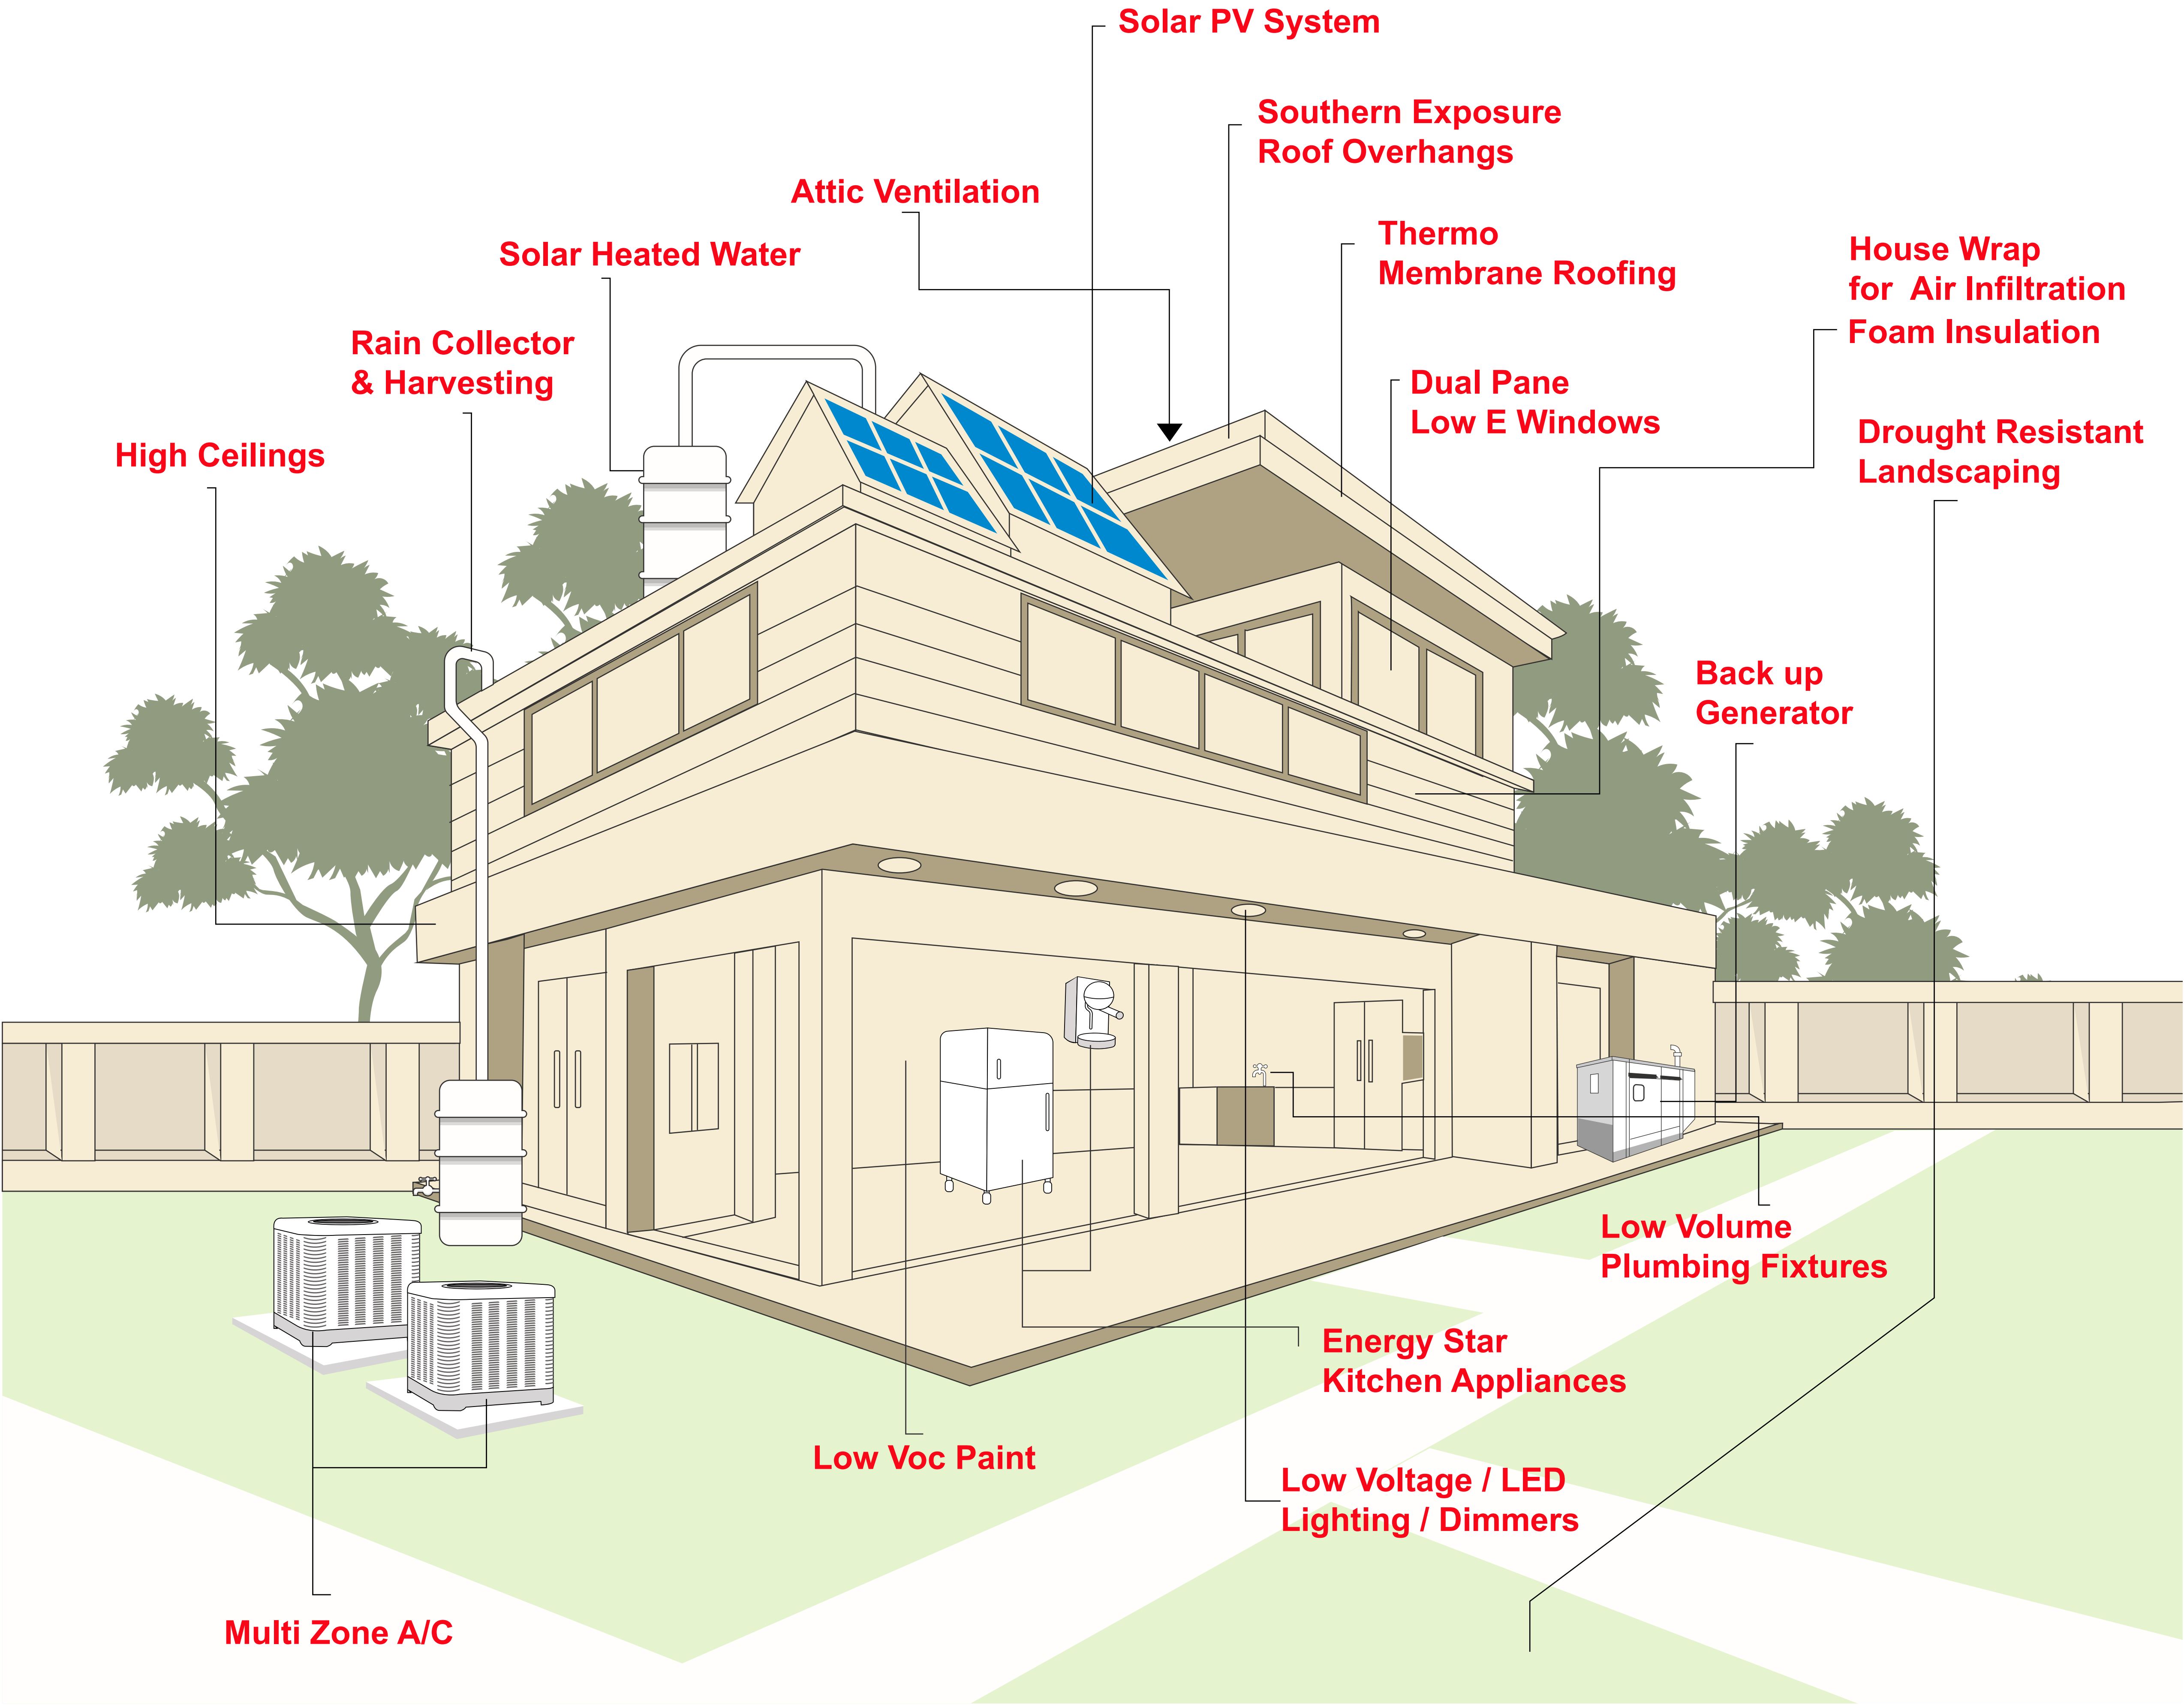 Solar PV System
Southern Exposure
Roof Overhangs
Attic Ventilation
Thermo
Membrane Roofing
Solar Heated Water
House Wrap
for  Air Infiltration
Foam Insulation
Rain Collector
& Harvesting
Dual Pane
Low E Windows
High Ceilings
Drought Resistant
Landscaping
Back up
Generator
Low Volume
Plumbing Fixtures
Energy Star
Kitchen Appliances
Low Voc Paint
Low Voltage / LED
Lighting / Dimmers
Multi Zone A/C